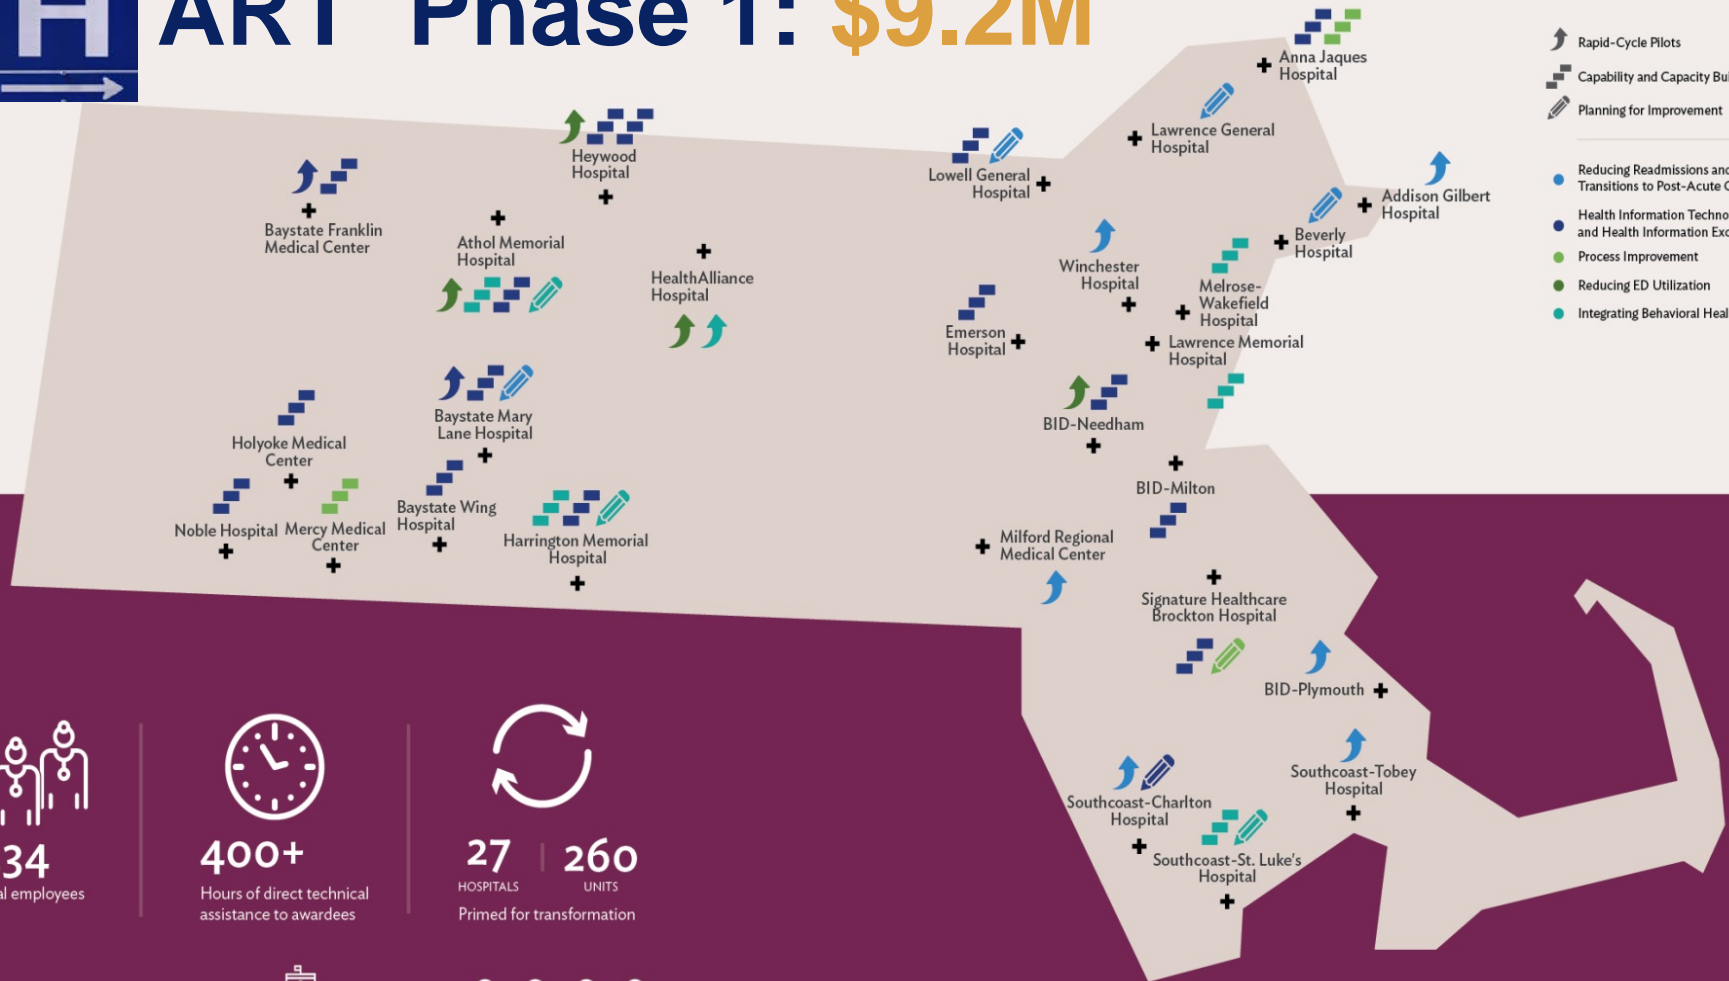 H
ART Phase 1: $9.2M
Anna Jaques
Hospital
Rapid-Cycle Pilots
Capability and Capacity
Planning for Improvement
Lawrence General
Hospital
Heywood
Hospital
Lowell General
Hospital
Reducing Readmissions
Transitions to Post-Acute
Addison Gilbert
Hospital
Health Information
and Health Information
Process Improvement
Reducing ED Utilization
Integrating Behavioral
Baystate Franklin
Medical Center
Athol Memorial
Hospital
Beverly
Hospital
Winchester
Hospital
HealthAlliance
Hospital
Melrose-
Wakefield
Hospital
Emerson
Hospital
Lawrence Memorial
Hospital
Baystate Mary
Lane Hospital
BID-Needham
Holyoke Medical
Center
BID-Milton
Baystate Wing
Hospital
Noble Hospital
Mercy Medical
Center
Harrington Memorial
Hospital
Milford Regional
Medical Center
Signature Healthcare
Brockton Hospital
BID-Plymouth
Southcoast-Tobey
Hospital
Southcoast-Charlton
Hospital
Southcoast-St. Luke's
Hospital
34
employees
400+
Hours of direct technical
assistance to awardees
27 260
HOSPITALS UNITS
Primed for transformation